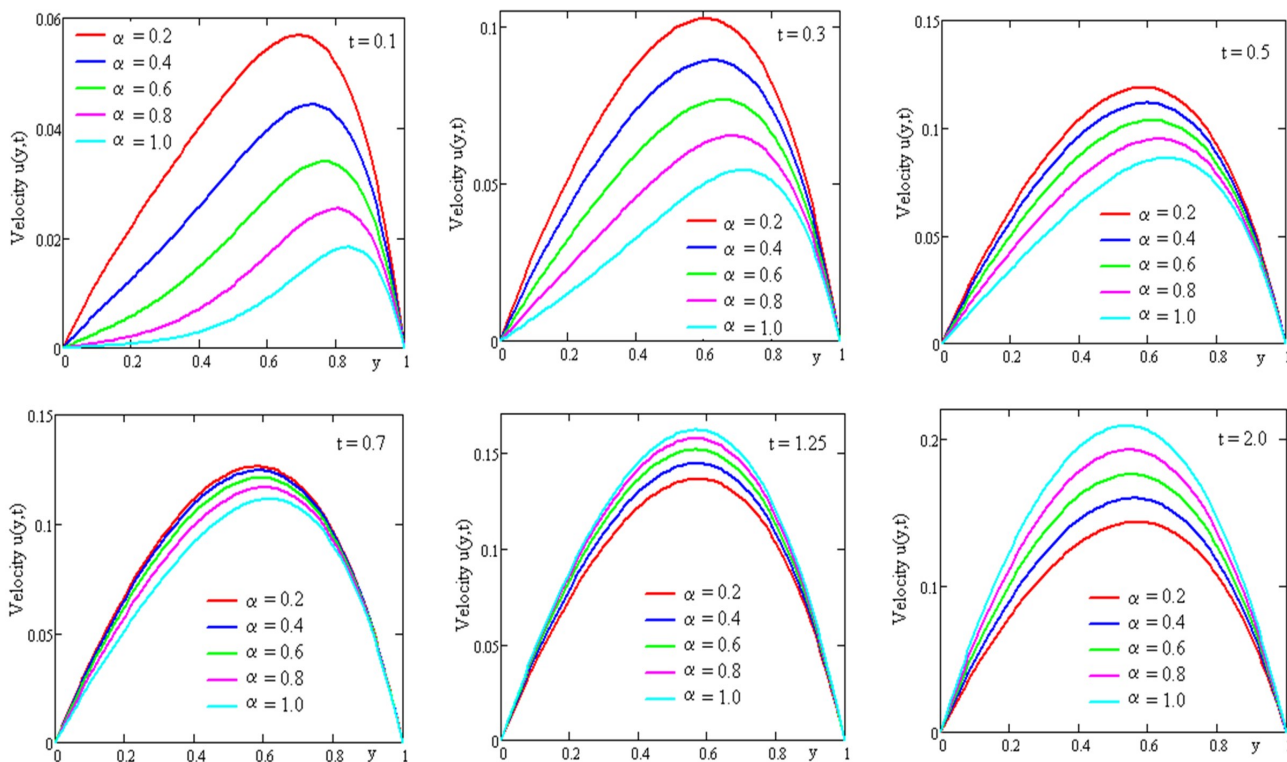 0.06
0.04
0.02
0
Velocity u(y,t)
α = 0.2
α = 0.4
α = 0.6
α = 0.8
α = 1.0
t = 0.1
0 0.2 0.4 0.6 0.8 y 1
0.1
0.05
0
Velocity u(y,t)
t = 0.3
α = 0.2
α = 0.4
α = 0.6
α = 0.8
α = 1.0
0 0.2 0.4 0.6 0.8 y 1
0.15
0.10
0.05
0
Velocity u(y,t)
t = 0.5
α = 0.2
α = 0.4
α = 0.6
α = 0.8
α = 1.0
0 0.2 0.4 0.6 0.8 y 1
0.15
0.10
0.05
0
Velocity u(y,t)
t = 0.7
α = 0.2
α = 0.4
α = 0.6
α = 0.8
α = 1.0
0 0.2 0.4 0.6 0.8 y 1
0.15
0.1
0.05
0
Velocity u(y,t)
t = 1.25
α = 0.2
α = 0.4
α = 0.6
α = 0.8
α = 1.0
0 0.2 0.4 0.6 0.8 y 1
0.2
0.1
0
Velocity u(y,t)
t = 2.0
α = 0.2
α = 0.4
α = 0.6
α = 0.8
α = 1.0
0 0.2 0.4 0.6 0.8 y 1